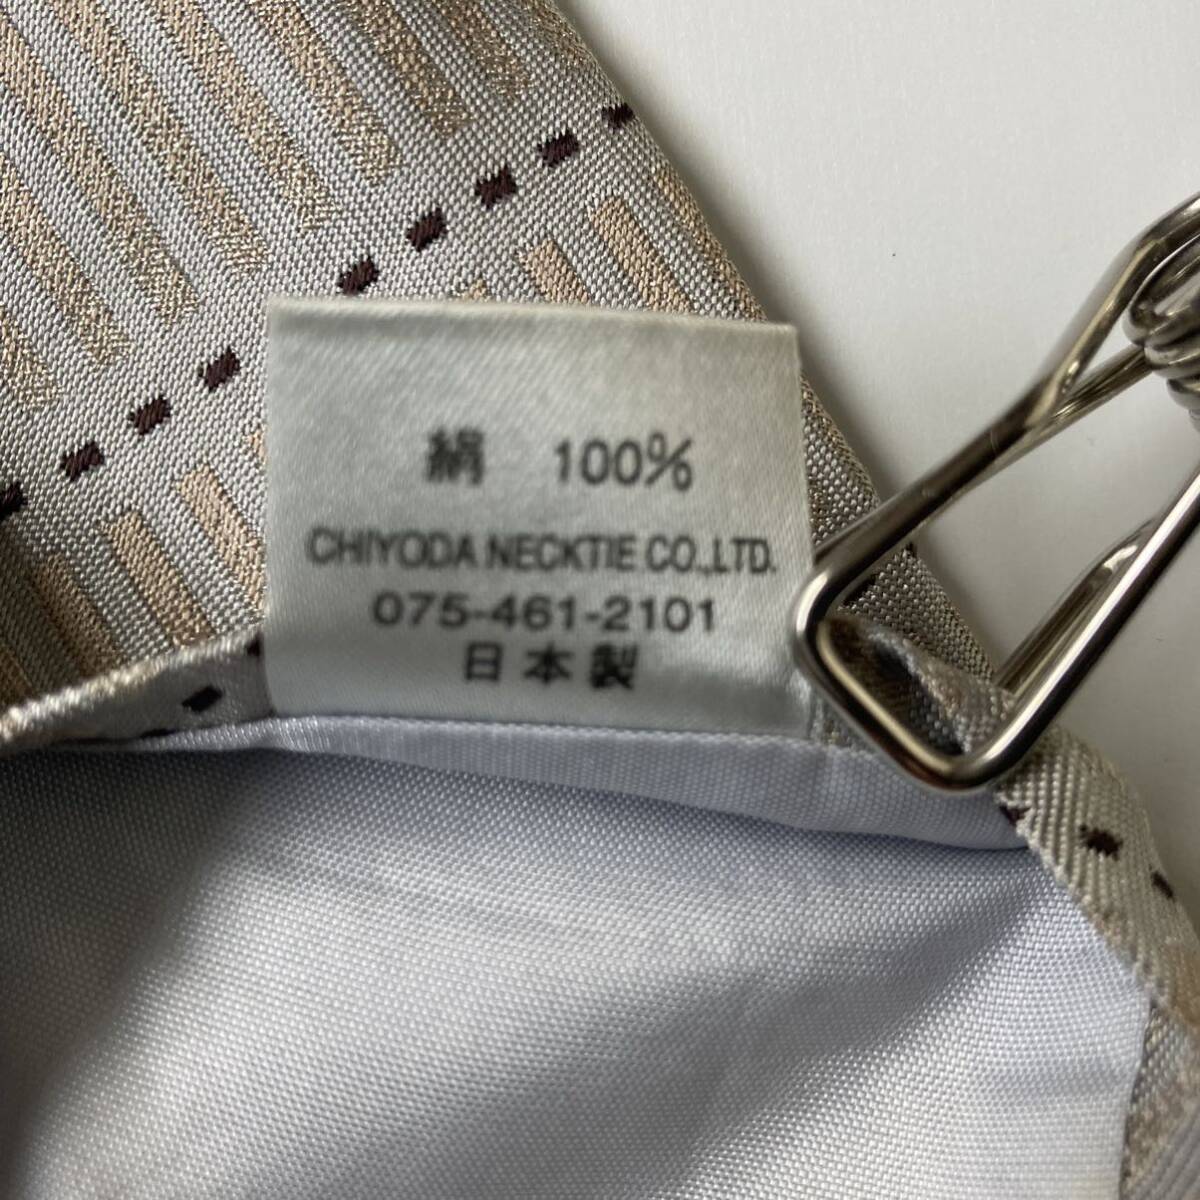 絹 100%
CHIYODA NECKTIE CO.,LTD.
075-461-2101
日本製